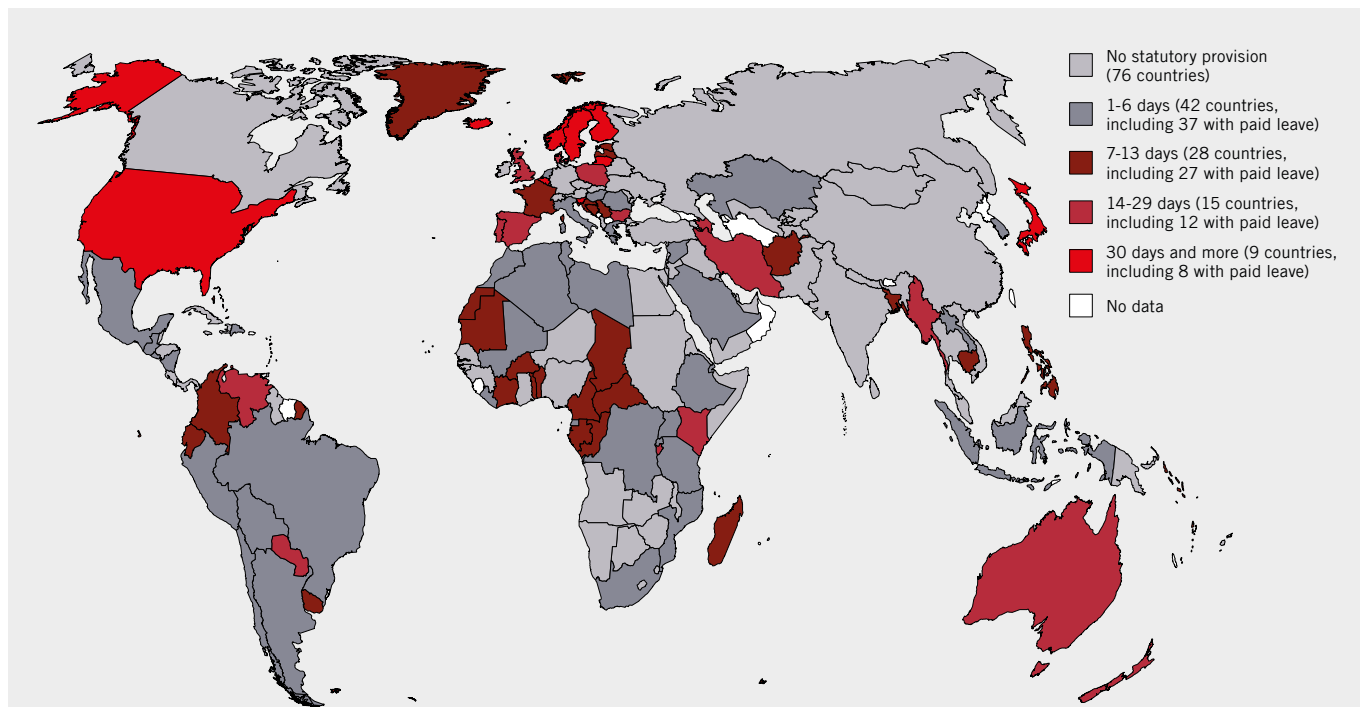 No statutory provision
(76 countries)
1-6 days (42 countries,
including 37 with paid leave)
7-13 days (28 countries,
including 27 with paid leave)
14-29 days (15 countries,
including 12 with paid leave)
30 days and more (9 countries,
including 8 with paid leave)
No data